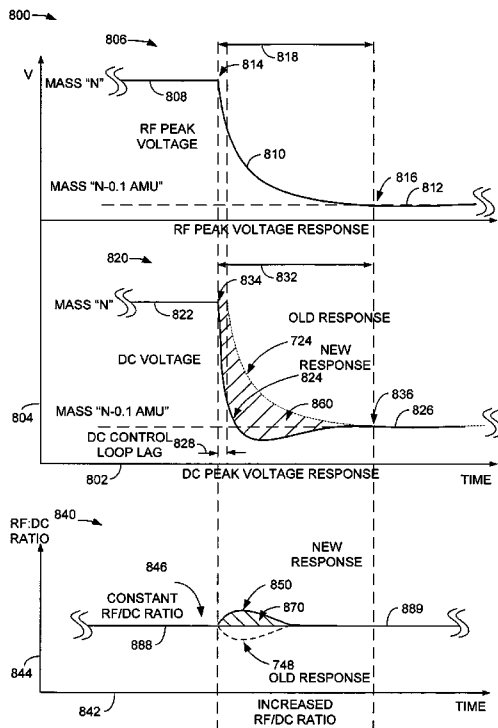 800
806
818
V
814
MASS "N"
808
RF PEAK
VOLTAGE
810
816
812
MASS "N-0.1 AMU"
RF PEAK VOLTAGE RESPONSE
820
832
834
MASS "N"
822
OLD RESPONSE
DC VOLTAGE
724
NEW
RESPONSE
824
836
804
MASS "N-0.1 AMU"
860
826
DC CONTROL
LOOP LAG
828
802
DC PEAK VOLTAGE RESPONSE
TIME
840
RF:DC
RATIO
NEW
RESPONSE
846
850
CONSTANT
RF/DC RATIO
870
889
888
748
OLD RESPONSE
844
842
INCREASED
RF/DC RATIO
TIME